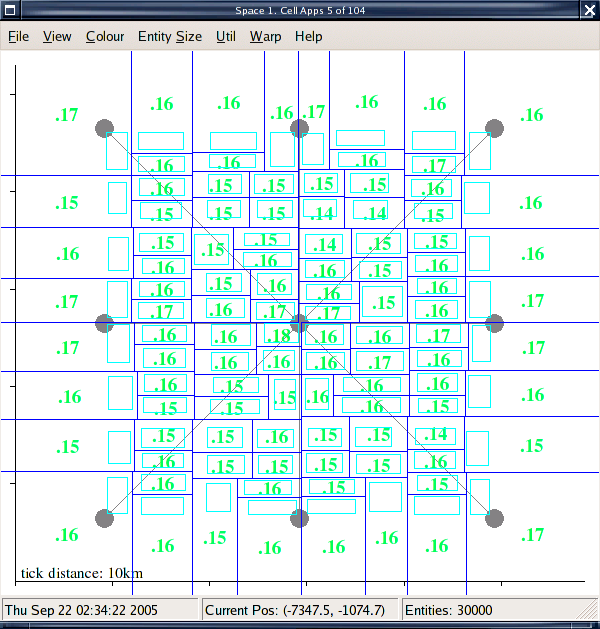 Space 1. Cell Apps 5 of 104
File View Colour Entity Size Util Warp Help
.17 .16 .16 .16 .17 .16 .16 .16
.16 .16 .16 .17
.16 .15 .15 .15 .15 .16
.15 .16
.15 .15 .15 .14 .14 .15
.15 .15 .15 .14 .15 .15
.16 .15 .16 .16
.16 .16 .15 .16
.16 .15 .16 .16 .16
.17 .15 .17
.17 .16 .17 .17 .16
.16 .16 .18 .16 .16 .17
.17 .17
.16 .16 .16 .16 .17 .16
.16 .15 .16 .16
.16 .15 .16 .16
.15 .15 .16 .15
.15 .15 .16 .15 .15 .14
.15 .15
.16 .15 .15 .15 .15 .16
.16 .16 .15 .15
.16 .16 .15 .16 .16 .16 .17
tick distance: 10km
Thu Sep 22 02:34:22 2005 Current Pos: (-7347.5, -1074.7) Entities: 30000